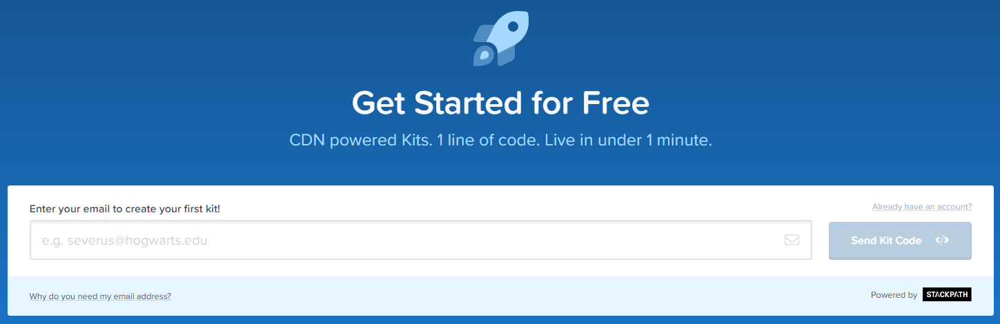 Get Started for Free
CDN powered Kits. 1 line of code. Live in under 1 minute.
Enter your email to create your first kit!
Already have an account?
e.g. severus@hogwarts.edu
Send Kit Code </>
Why do you need my email address?
Powered by STACKPATH